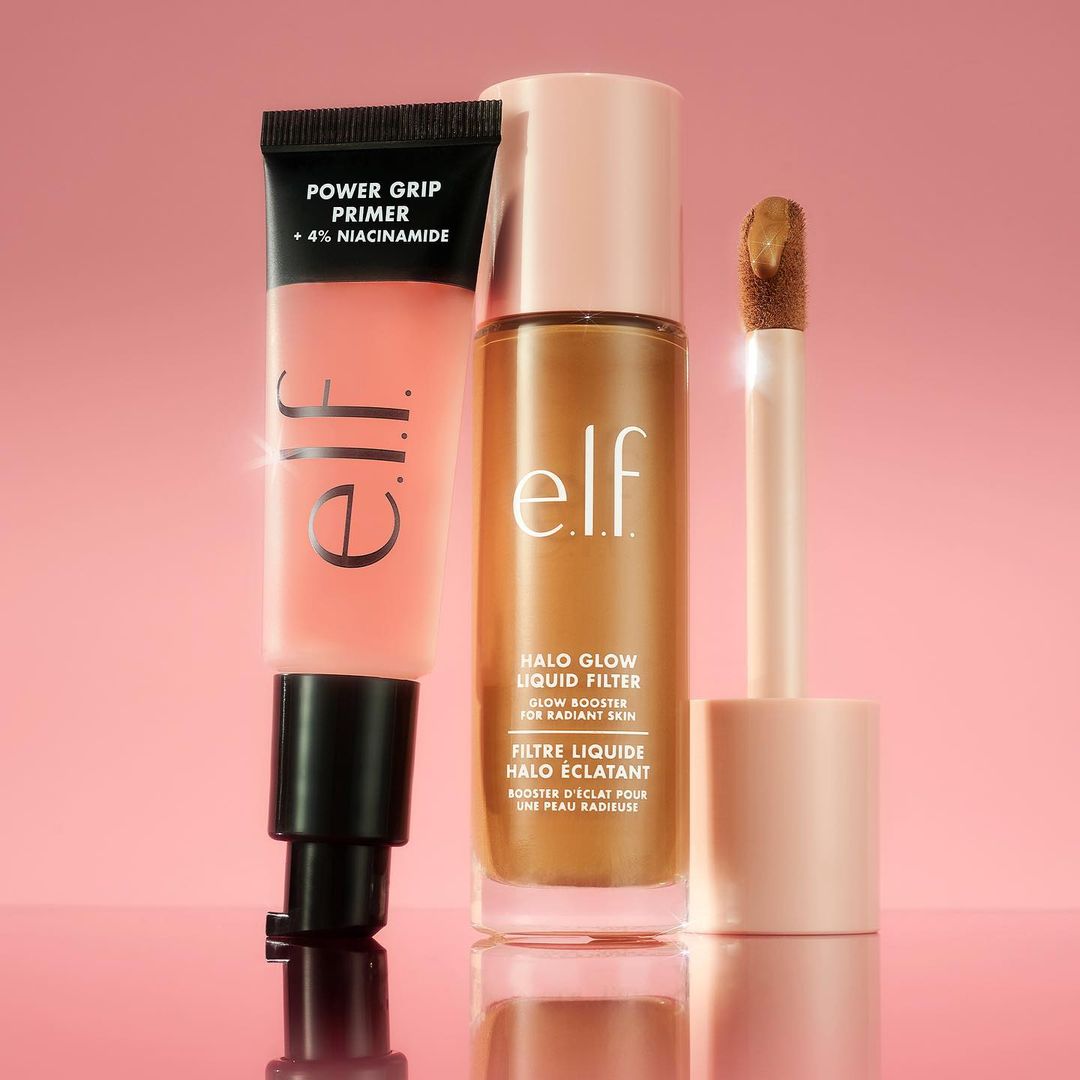 POWER GRIP
PRIMER
+ 4% NIACINAMIDE
e.l.f.
e.l.f.
HALO GLOW
LIQUID FILTER
GLOW BOOSTER
FOR RADIANT SKIN
FILTRE LIQUIDE
HALO ÉCLATANT
BOOSTER D'ÉCLAT POUR
UNE PEAU RADIEUSE